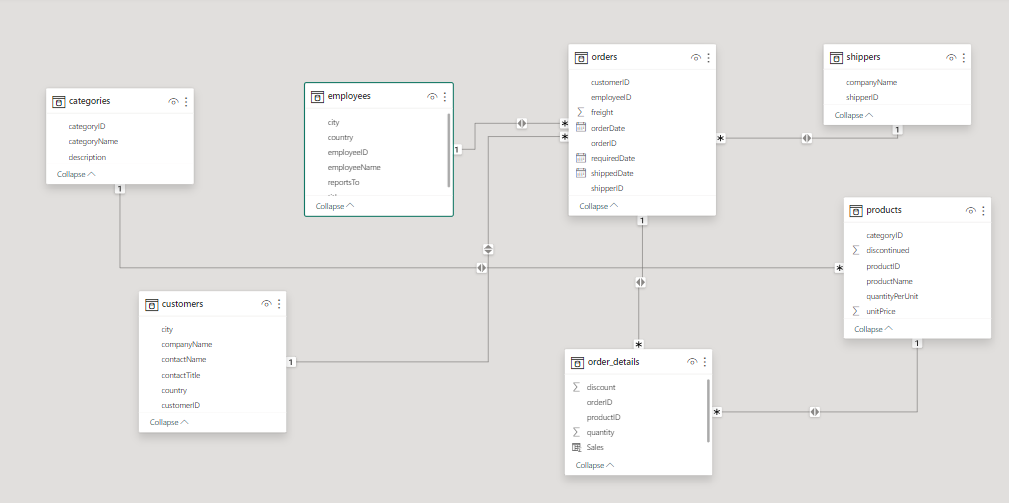 categories
categoryID
categoryName
description
Collapse
1
employees
city
country
employeeID
employeeName
reportsTo
Collapse
1
orders
customerID
employeeID
freight
orderDate
orderID
requiredDate
shippedDate
shipperID
Collapse
*
*
*
1
shippers
companyName
shipperID
Collapse
1
products
categoryID
discontinued
productID
productName
quantityPerUnit
unitPrice
Collapse
*
1
customers
city
companyName
contactName
contactTitle
country
customerID
Collapse
1
order_details
discount
orderID
productID
quantity
Sales
Collapse
*
*